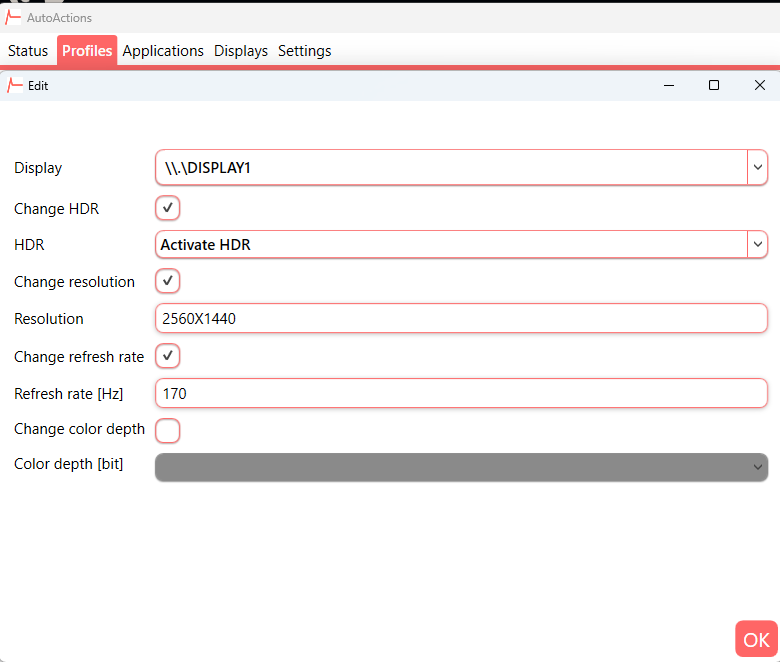 AutoActions
Status Profiles Applications Displays Settings
Edit
Display \\.\DISPLAY1
Change HDR
HDR Activate HDR
Change resolution
Resolution 2560X1440
Change refresh rate
Refresh rate [Hz] 170
Change color depth
Color depth [bit]
OK